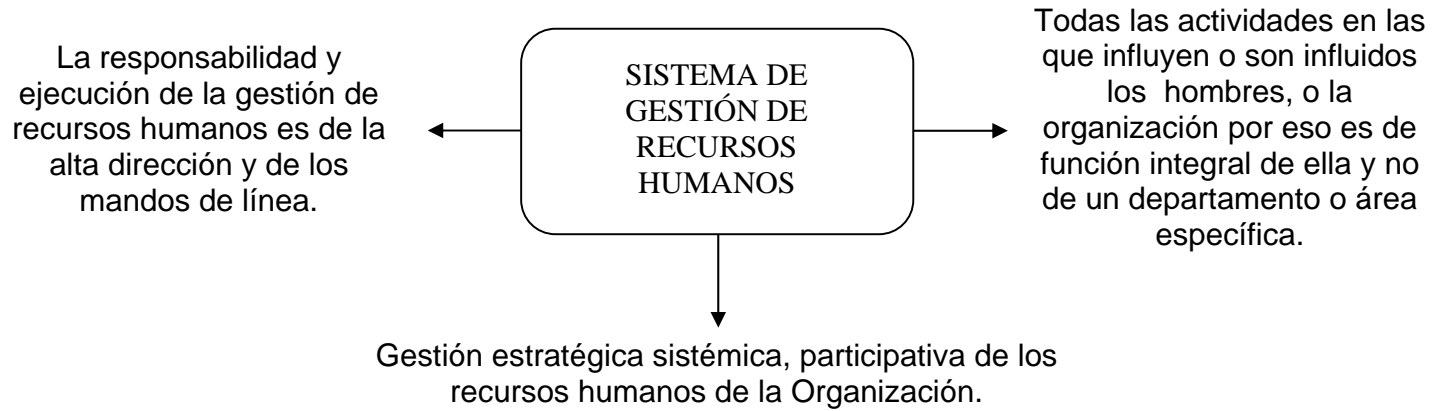 La responsabilidad y
ejecución de la gestión de
recursos humanos es de la
alta dirección y de los
mandos de línea.
SISTEMA DE
GESTIÓN DE
RECURSOS
HUMANOS
Todas las actividades en las
que influyen o son influidos
los hombres, o la
organización por eso es de
función integral de ella y no
de un departamento o área
específica.
Gestión estratégica sistémica, participativa de los
recursos humanos de la Organización.